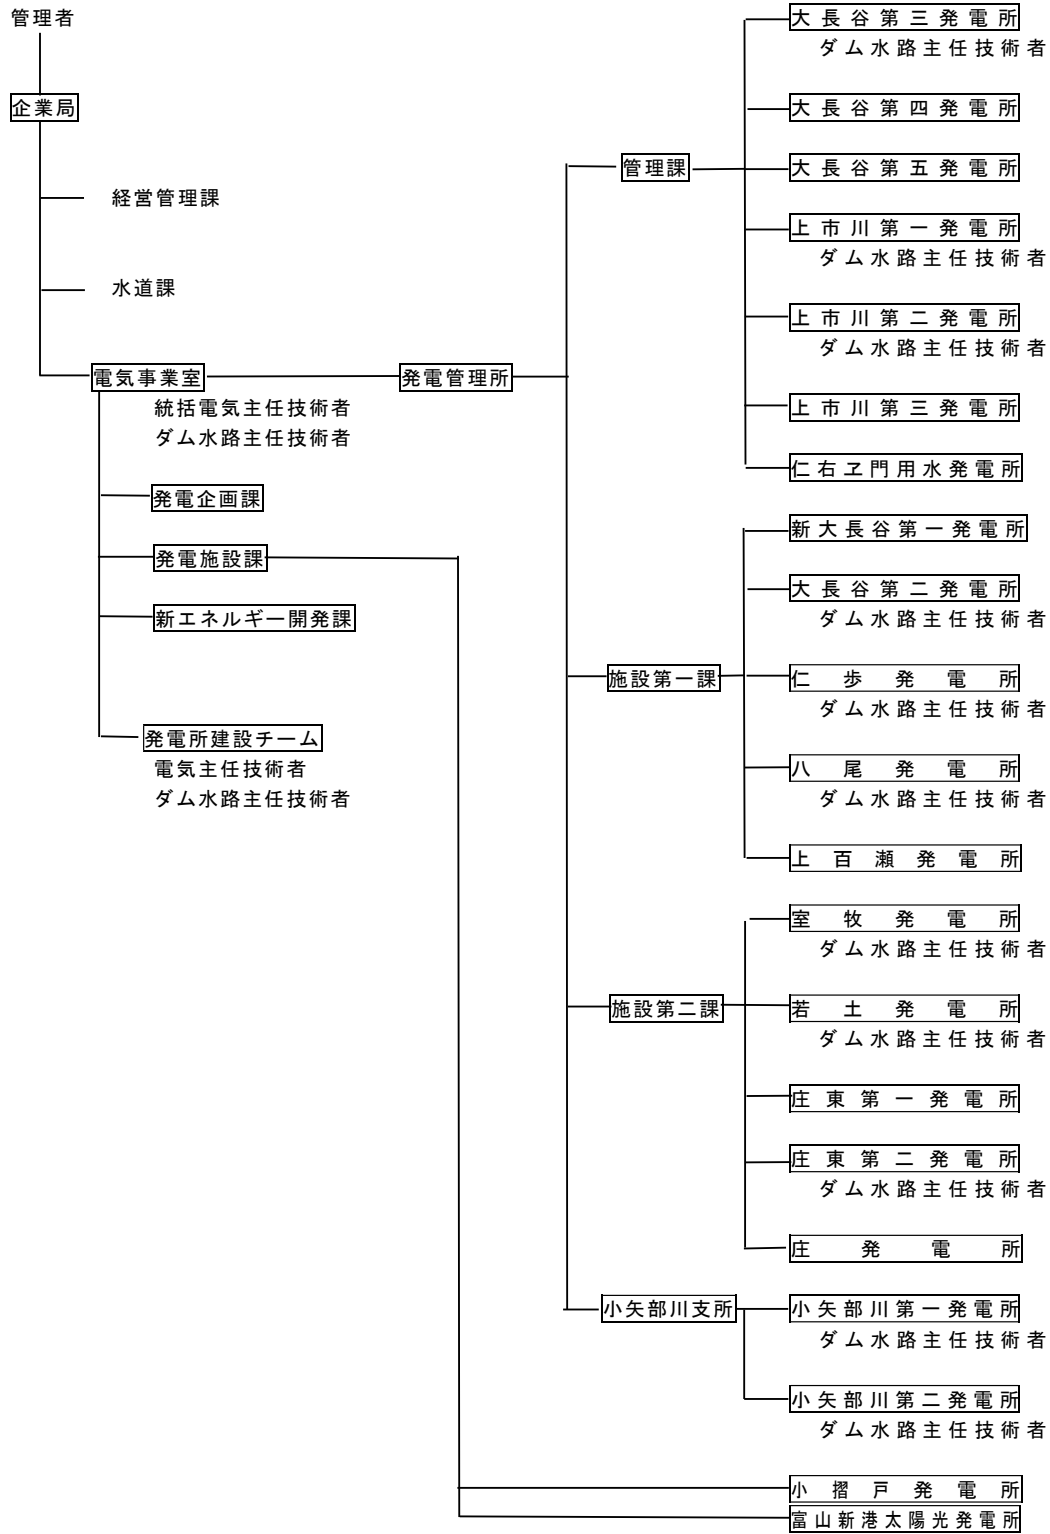 管理者
企業局
経営管理課
水道課
電気事業室
統括電気主任技術者
ダム水路主任技術者
発電企画課
発電施設課
新エネルギー開発課
発電所建設チーム
電気主任技術者
ダム水路主任技術者
発電管理所
管理課
大長谷第三発電所
ダム水路主任技術者
大長谷第四発電所
大長谷第五発電所
上市川第一発電所
ダム水路主任技術者
上市川第二発電所
ダム水路主任技術者
上市川第三発電所
仁右ヱ門用水発電所
施設第一課
新大長谷第一発電所
大長谷第二発電所
ダム水路主任技術者
仁歩発電所
ダム水路主任技術者
八尾発電所
ダム水路主任技術者
上百瀬発電所
施設第二課
室牧発電所
ダム水路主任技術者
若土発電所
ダム水路主任技術者
庄東第一発電所
庄東第二発電所
ダム水路主任技術者
庄発電所
小矢部川支所
小矢部川第一発電所
ダム水路主任技術者
小矢部川第二発電所
ダム水路主任技術者
小摺戸発電所
富山新港太陽光発電所